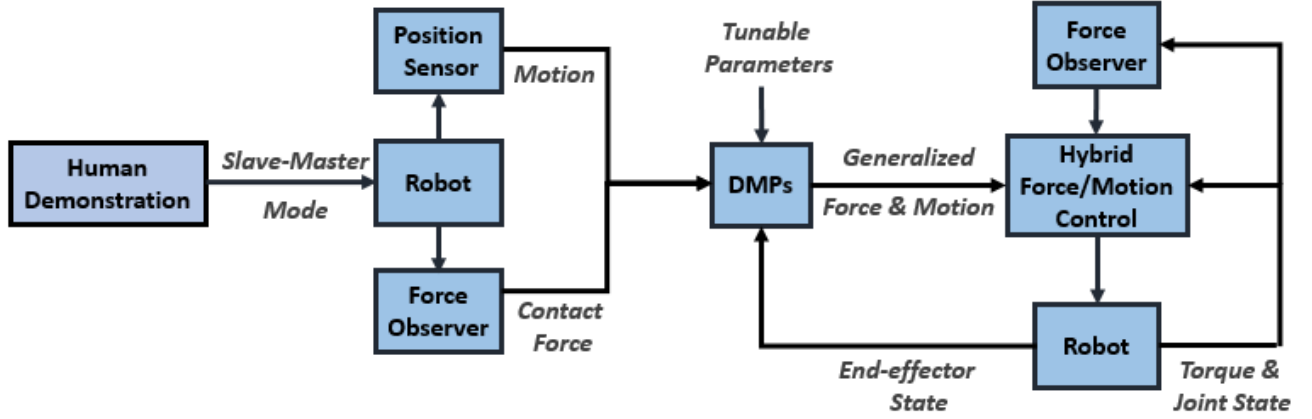 Human
Demonstration
Slave-Master
Mode
Position
Sensor
Robot
Force
Observer
Motion
Contact
Force
Tunable
Parameters
DMPs
Generalized
Force & Motion
Force
Observer
Hybrid
Force/Motion
Control
Robot
End-effector
State
Torque &
Joint State